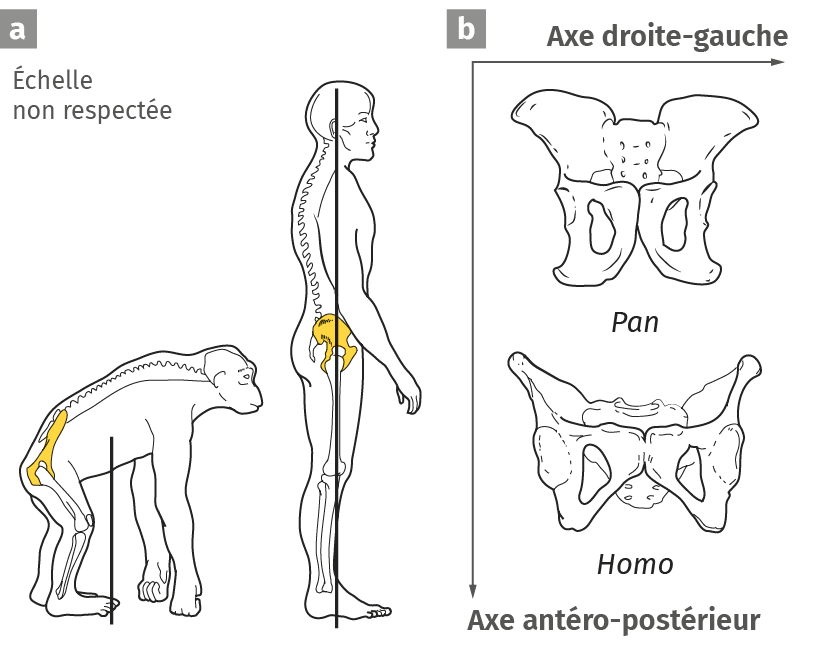 a
Échelle
non respectée
b
Axe droite-gauche
Pan
Homo
Axe antéro-postérieur